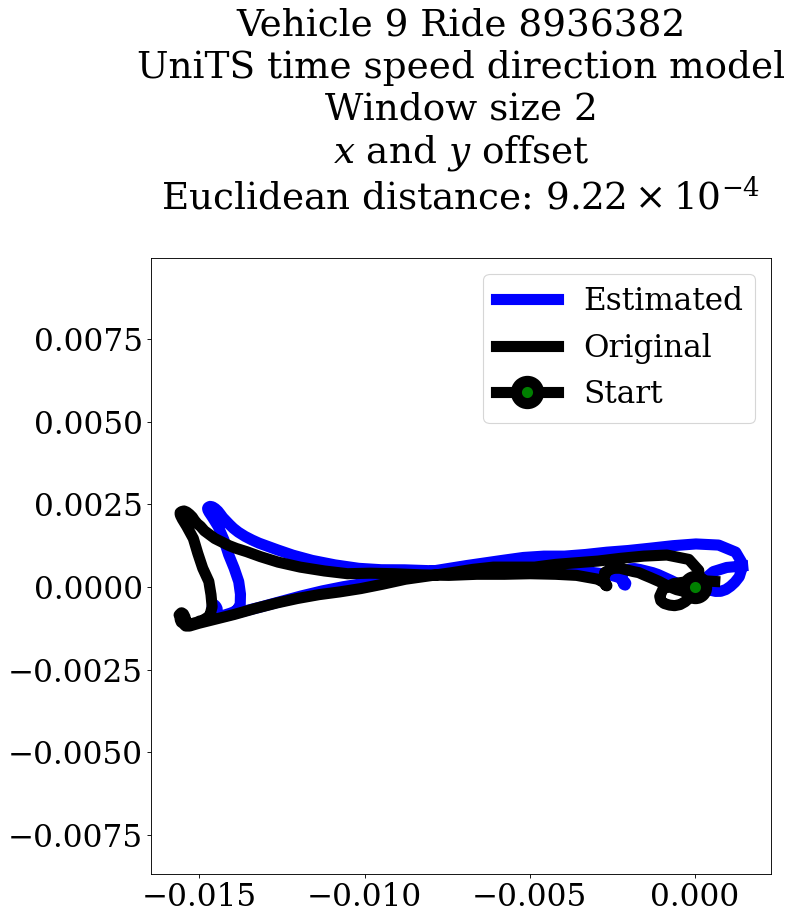 Vehicle 9 Ride 8936382
UniTS time speed direction model
Window size 2
x and y offset
Euclidean distance: 9.22 × 10⁻⁴
Estimated
Original
Start
0.0075
0.0050
0.0025
0.0000
−0.0025
−0.0050
−0.0075
−0.015 −0.010 −0.005 0.000